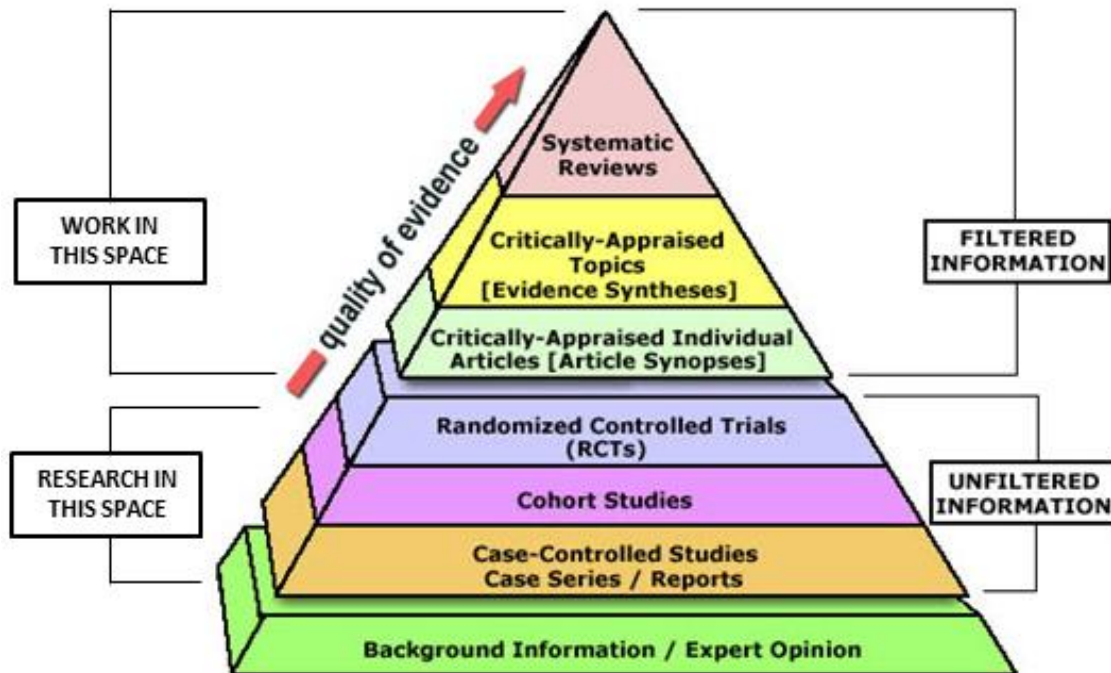 Systematic
Reviews
quality of evidence
WORK IN
THIS SPACE
FILTERED
INFORMATION
Critically-Appraised
Topics
[Evidence Syntheses]
Critically-Appraised Individual
Articles [Article Synopses]
Randomized Controlled Trials
(RCTs)
RESEARCH IN
THIS SPACE
UNFILTERED
INFORMATION
Cohort Studies
Case-Controlled Studies
Case Series / Reports
Background Information / Expert Opinion